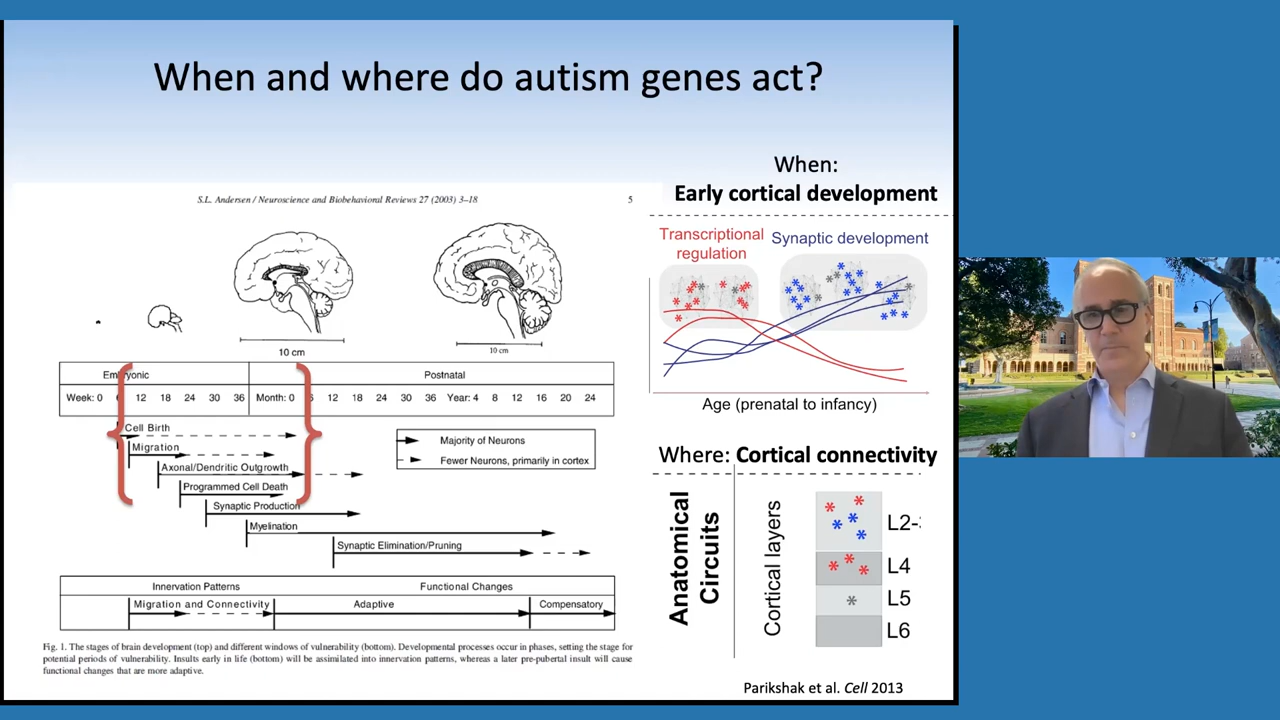 When and where do autism genes act?
S.L. Andersen / Neuroscience and Biobehavioral Reviews 27 (2003) 3–18
5
10 cm
10 cm
Embryonic
Postnatal
Week: 0
12
18
24
30
36
Month: 0
12
18
24
30
36
Year: 4
8
12
16
20
24
Cell Birth
Migration
Axonal/Dendritic Outgrowth
Programmed Cell Death
Synaptic Production
Myelination
Synaptic Elimination/Pruning
Majority of Neurons
Fewer Neurons, primarily in cortex
Innervation Patterns
Functional Changes
Migration and Connectivity
Adaptive
Compensatory
Fig. 1. The stages of brain development (top) and different windows of vulnerability (bottom). Developmental processes occur in phases, setting the stage for
potential periods of vulnerability. Insults early in life (bottom) will be assimilated into innervation patterns, whereas a later pre-pubertal insult will cause
functional changes that are more adaptive.
When:
Early cortical development
Transcriptional
regulation
Synaptic development
Age (prenatal to infancy)
Where: Cortical connectivity
Anatomical
Circuits
Cortical layers
L2-
L4
L5
L6
Parikshak et al. Cell 2013